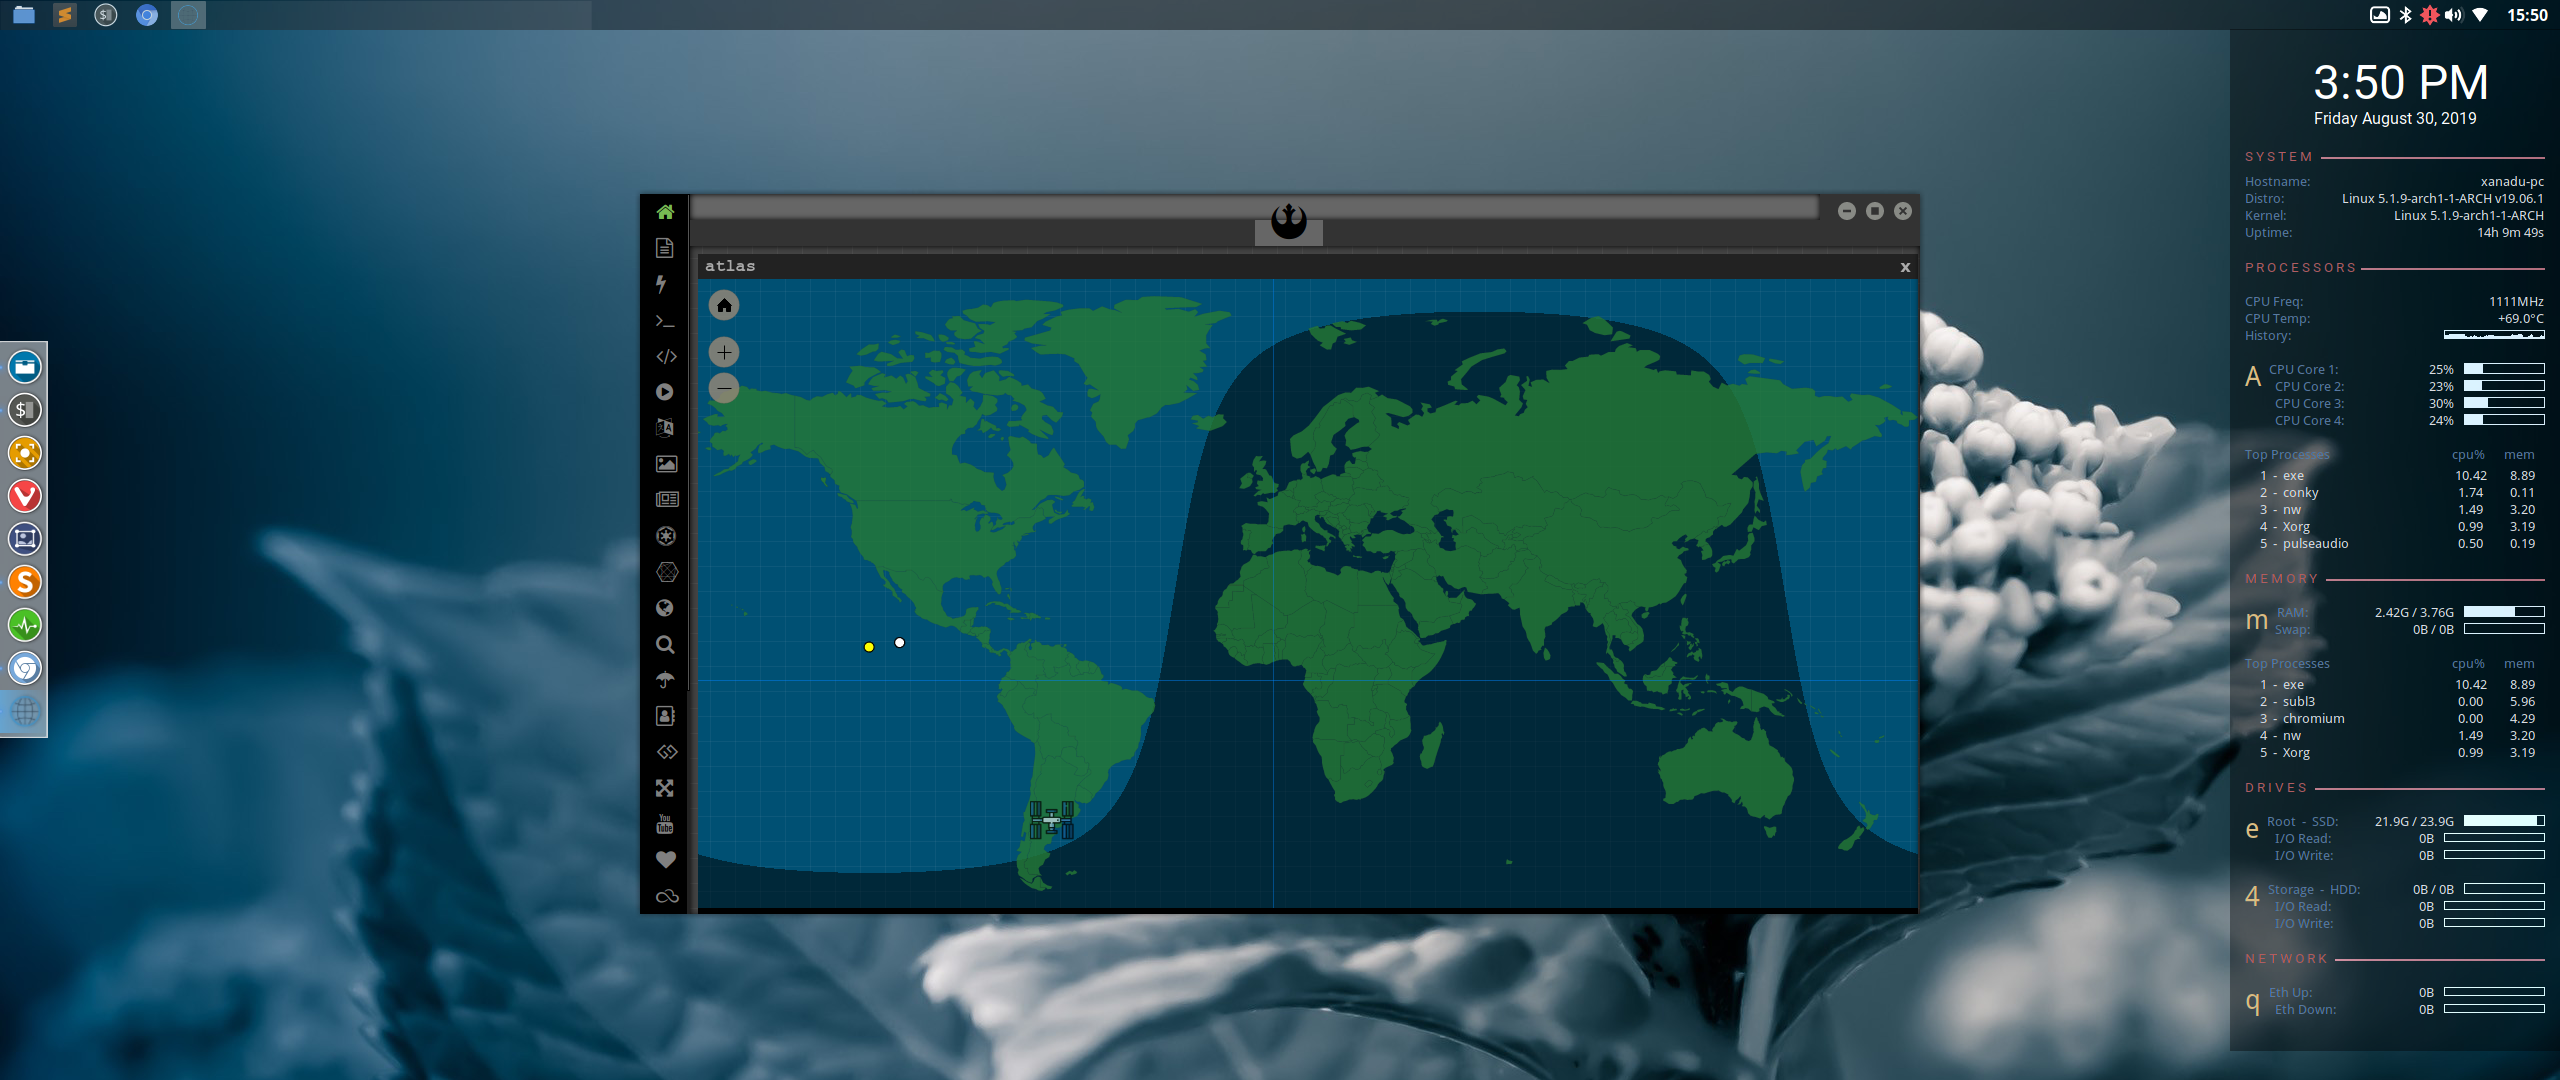 15:50
3:50 PM
Friday August 30, 2019
SYSTEM
Hostname: xanadu-pc
Distro: Linux 5.1.9-arch1-1-ARCH v19.06.1
Kernel: Linux 5.1.9-arch1-1-ARCH
Uptime: 14h 9m 49s
PROCESSORS
CPU Freq: 1111MHz
CPU Temp: +69.0°C
History:
A CPU Core 1: 25%
CPU Core 2: 23%
CPU Core 3: 30%
CPU Core 4: 24%
Top Processes cpu% mem
1 - exe 10.42 8.89
2 - conky 1.74 0.11
3 - nw 1.49 3.20
4 - Xorg 0.99 3.19
5 - pulseaudio 0.50 0.19
MEMORY
m RAM: 2.42G / 3.76G
Swap: 0B / 0B
Top Processes cpu% mem
1 - exe 10.42 8.89
2 - subl3 0.00 5.96
3 - chromium 0.00 4.29
4 - nw 1.49 3.20
5 - Xorg 0.99 3.19
DRIVES
e Root - SSD: 21.9G / 23.9G
I/O Read: 0B
I/O Write: 0B
4 Storage - HDD: 0B / 0B
I/O Read: 0B
I/O Write: 0B
NETWORK
q Eth Up: 0B
Eth Down: 0B
atlas x
You
Tube